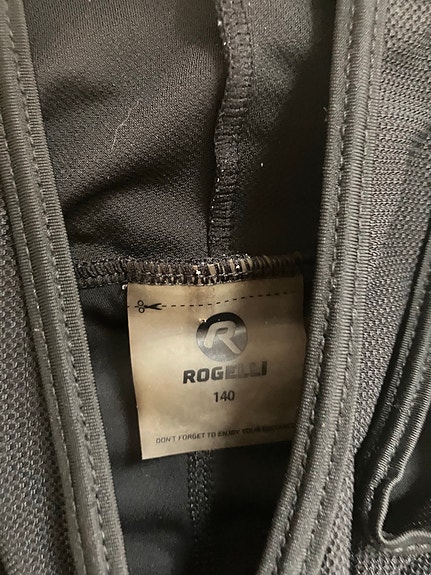 R
ROGELLI
140
DON'T FORGET TO ENJOY YOUR